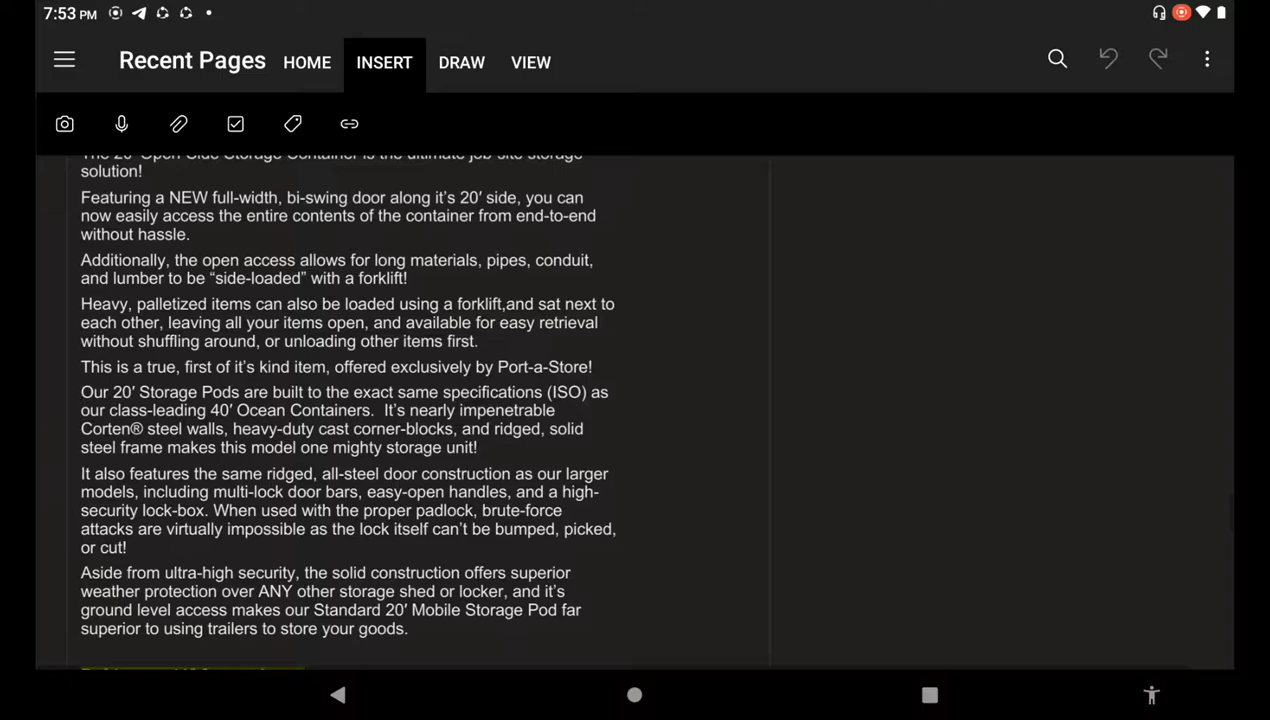 7:53 PM
Recent Pages HOME INSERT DRAW VIEW
The 20′ Open Side Storage Container is the ultimate job site storage
solution!
Featuring a NEW full-width, bi-swing door along it’s 20′ side, you can
now easily access the entire contents of the container from end-to-end
without hassle.
Additionally, the open access allows for long materials, pipes, conduit,
and lumber to be “side-loaded” with a forklift!
Heavy, palletized items can also be loaded using a forklift,and sat next to
each other, leaving all your items open, and available for easy retrieval
without shuffling around, or unloading other items first.
This is a true, first of it’s kind item, offered exclusively by Port-a-Store!
Our 20′ Storage Pods are built to the exact same specifications (ISO) as
our class-leading 40′ Ocean Containers.  It’s nearly impenetrable
Corten® steel walls, heavy-duty cast corner-blocks, and ridged, solid
steel frame makes this model one mighty storage unit!
It also features the same ridged, all-steel door construction as our larger
models, including multi-lock door bars, easy-open handles, and a high-
security lock-box. When used with the proper padlock, brute-force
attacks are virtually impossible as the lock itself can’t be bumped, picked,
or cut!
Aside from ultra-high security, the solid construction offers superior
weather protection over ANY other storage shed or locker, and it’s
ground level access makes our Standard 20′ Mobile Storage Pod far
superior to using trailers to store your goods.